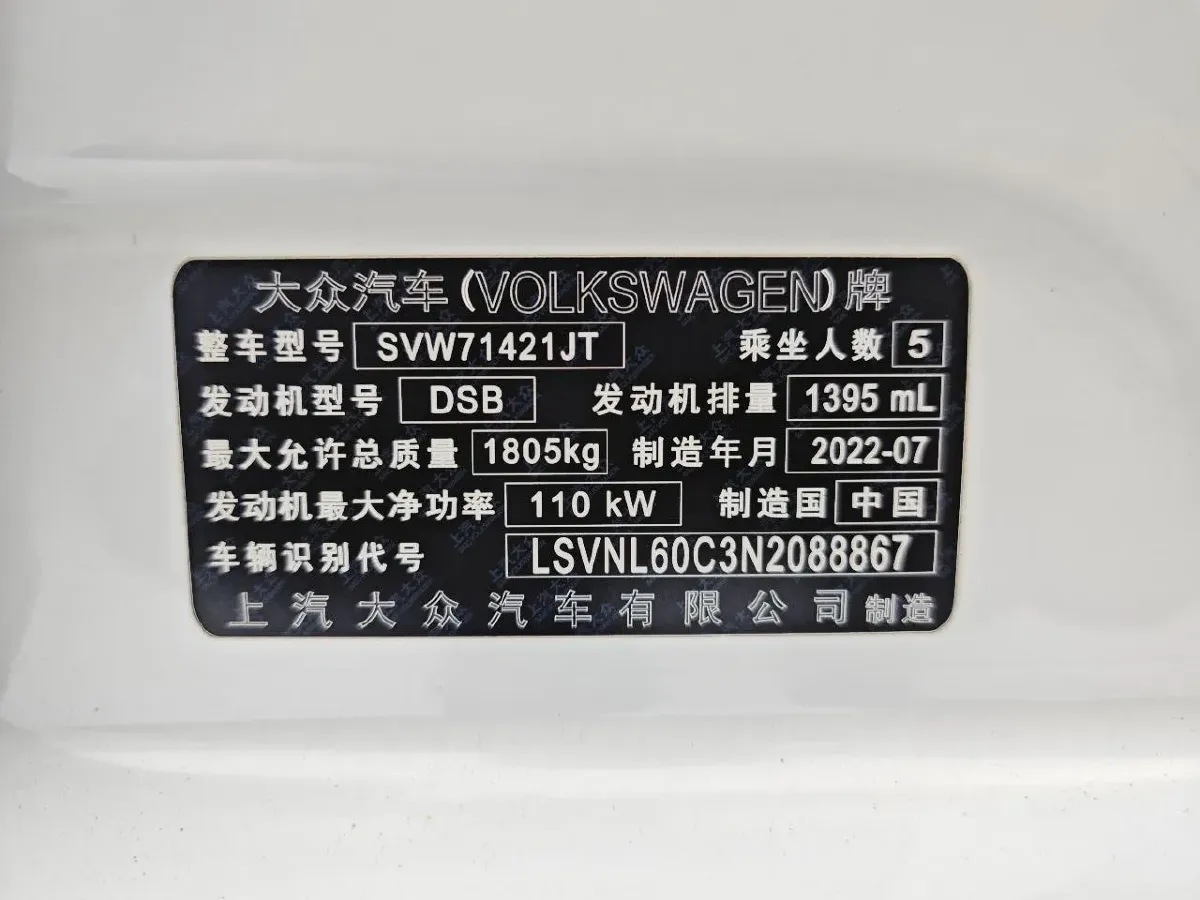 大众汽车(VOLKSWAGEN)牌
整车型号 SVW71421JT 乘坐人数 5
发动机型号 DSB 发动机排量 1395 mL
最大允许总质量 1805kg 制造年月 2022-07
发动机最大净功率 110 kW 制造国 中国
车辆识别代号 LSVNL60C3N2088867
上汽大众汽车有限公司 制造